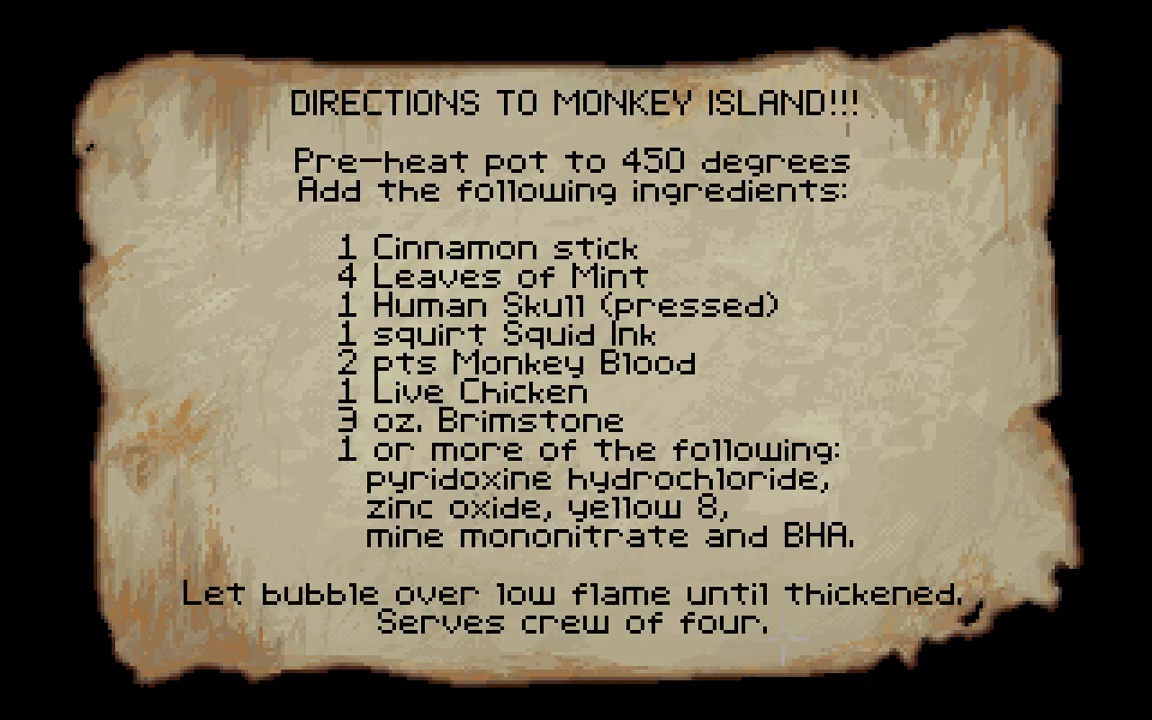 DIRECTIONS TO MONKEY ISLAND!!!
Pre-heat pot to 450 degrees
Add the following ingredients:
1 Cinnamon stick
4 Leaves of Mint
1 Human Skull (pressed)
1 squirt Squid Ink
2 pts Monkey Blood
1 Live Chicken
3 oz. Brimstone
1 or more of the following:
pyridoxine hydrochloride,
zinc oxide, yellow 8,
mine mononitrate and BHA.
Let bubble over low flame until thickened.
Serves crew of four.